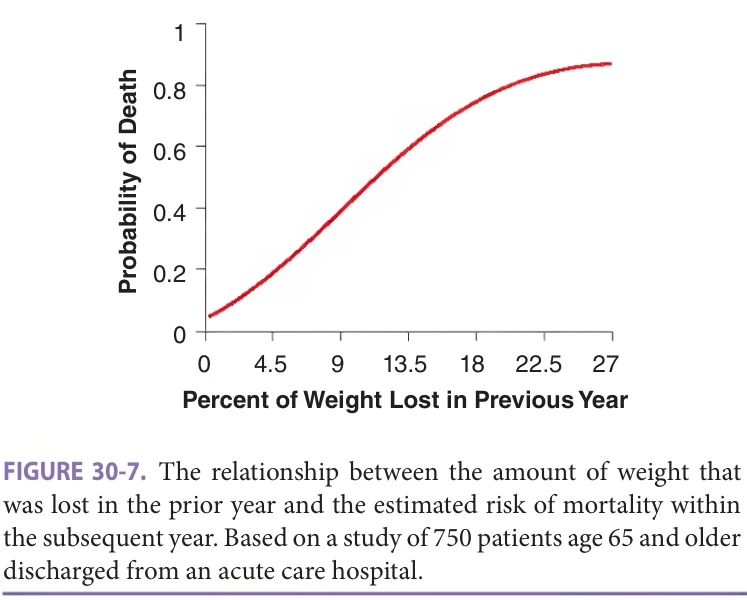 1
0.8
0.6
0.4
0.2
0
Probability of Death
0 4.5 9 13.5 18 22.5 27
Percent of Weight Lost in Previous Year
FIGURE 30-7. The relationship between the amount of weight that
was lost in the prior year and the estimated risk of mortality within
the subsequent year. Based on a study of 750 patients age 65 and older
discharged from an acute care hospital.